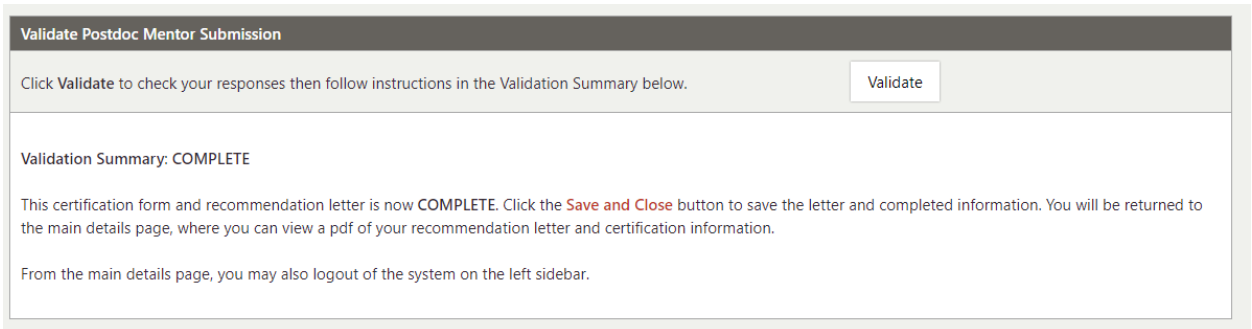 Validate Postdoc Mentor Submission
Click Validate to check your responses then follow instructions in the Validation Summary below.
Validate
Validation Summary: COMPLETE
This certification form and recommendation letter is now COMPLETE. Click the Save and Close button to save the letter and completed information. You will be returned to
the main details page, where you can view a pdf of your recommendation letter and certification information.
From the main details page, you may also logout of the system on the left sidebar.